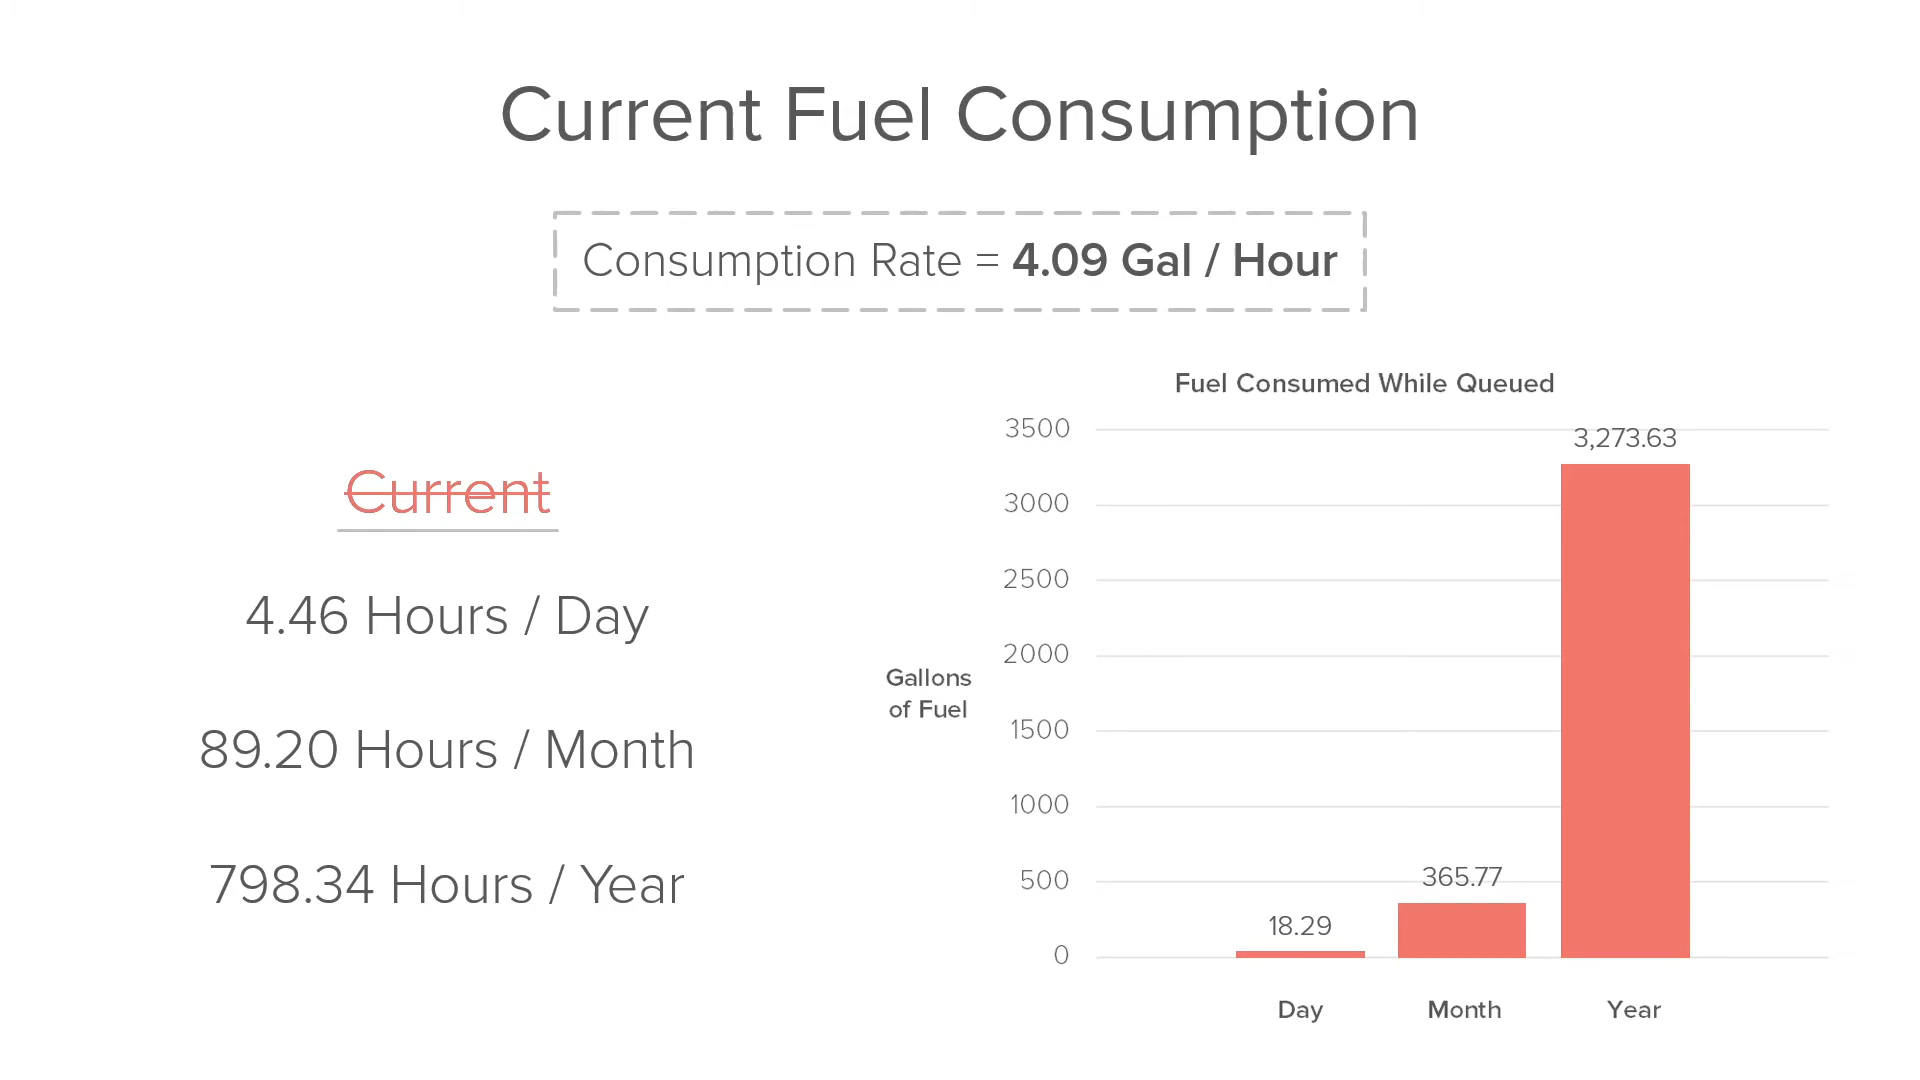 Current Fuel Consumption
Consumption Rate = 4.09 Gal / Hour
Current
4.46 Hours / Day
89.20 Hours / Month
798.34 Hours / Year
Fuel Consumed While Queued
Gallons
of Fuel
3500
3000
2500
2000
1500
1000
500
0
18.29
365.77
3,273.63
Day
Month
Year